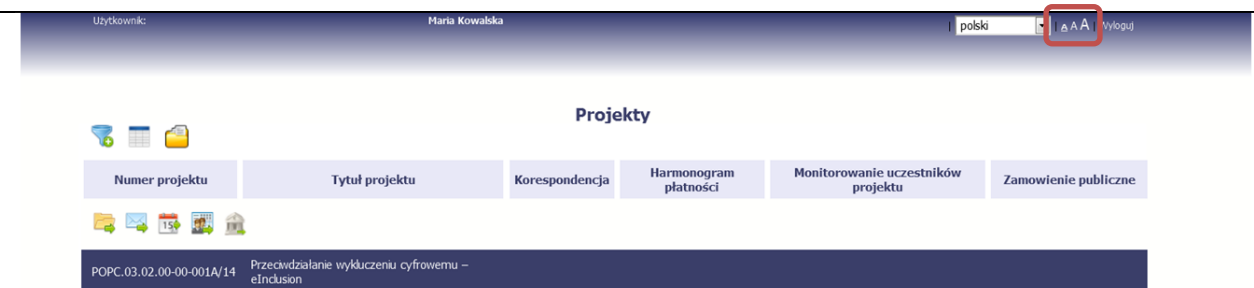 Użytkownik: Maria Kowalska | polski | A A A | Wyloguj
Projekty
Numer projektu Tytuł projektu Korespondencja Harmonogram płatności Monitorowanie uczestników projektu Zamowienie publiczne
15
POPC.03.02.00-00-001A/14 Przeciwdziałanie wykluczeniu cyfrowemu –
eInclusion